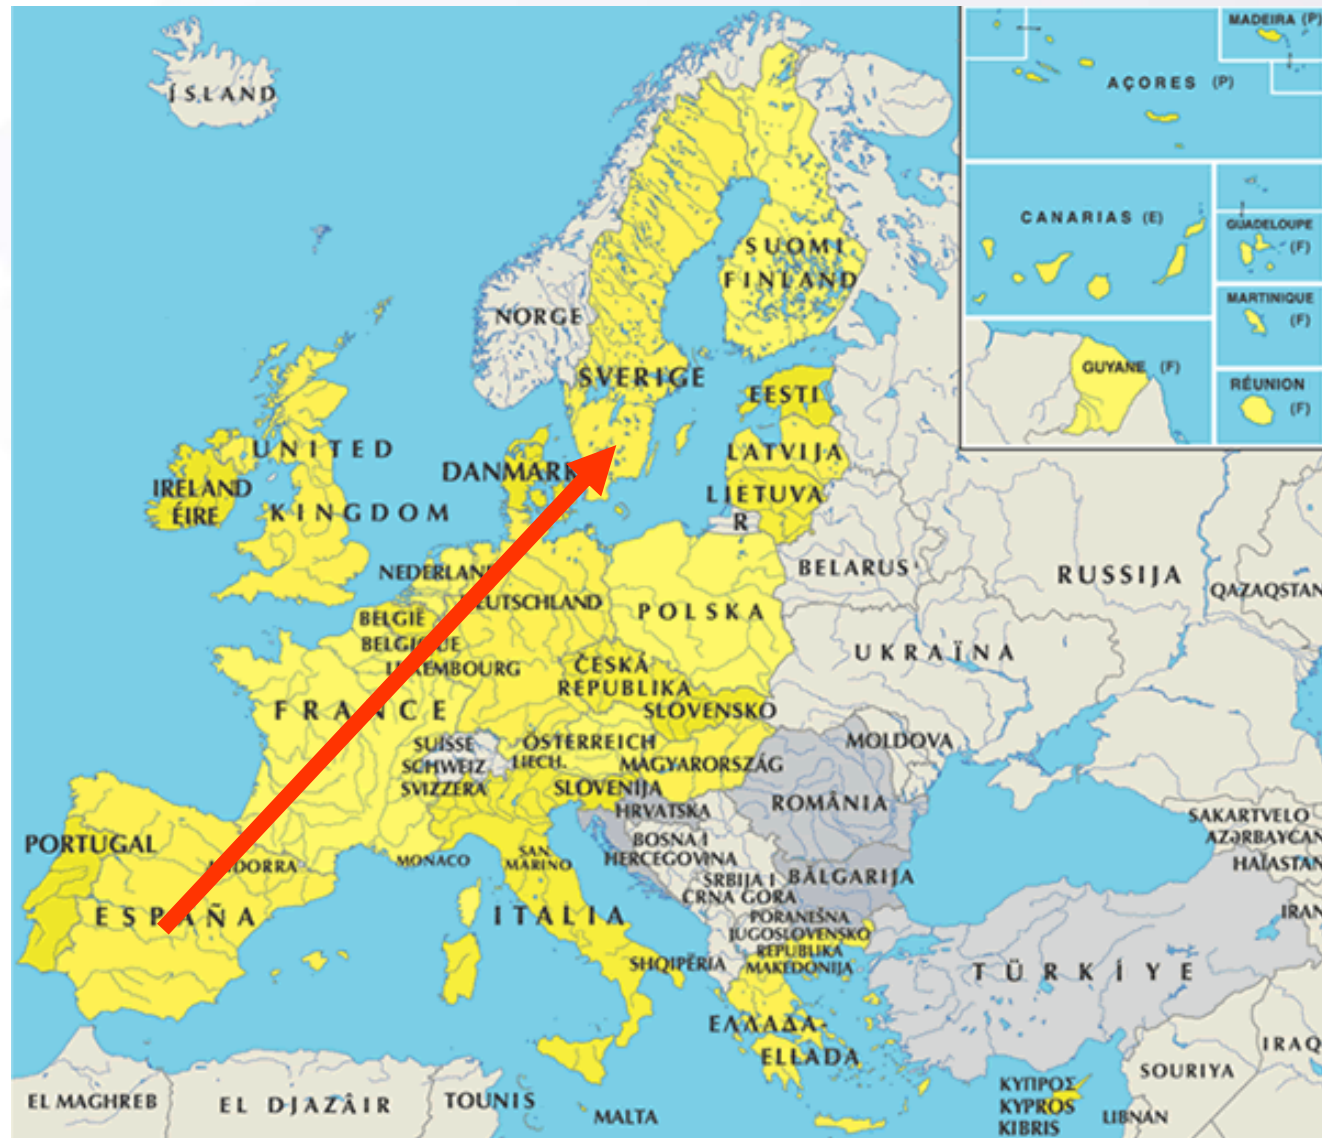 ÍSLAND
MADEIRA (P)
AÇORES (P)
CANARIAS (E)
GUADELOUPE
(F)
MARTINIQUE
(F)
GUYANE (F)
RÉUNION
(F)
SUOMI
FINLAND
NORGE
SVERIGE
EESTI
LATVIJA
LIETUVA
R
UNITED
KINGDOM
IRELAND
ÉIRE
DANMARK
NEDERLAND
DEUTSCHLAND
BELGIË
BELGIQUE
LUXEMBOURG
POLSKA
BELARUS'
RUSSIJA
QAZAQSTAN
UKRAÏNA
ČESKÁ
REPUBLIKA
SLOVENSKO
FRANCE
SUISSE
SCHWEIZ
SVIZZERA
ÖSTERREICH
LIECH.
MAGYARORSZÁG
MOLDOVA
SLOVENIJA
HRVATSKA
ROMÂNIA
BOSNA I
HERCEGOVINA
SRBIJA I
CRNA GORA
BĂLGARIJA
SAKARTVELO
AZƏRBAYCAN
HAÏASTAN
IRAN
PORTUGAL
ANDORRA
MONACO
SAN
MARINO
ESPAÑA
ITALIA
PORANEŠNA
JUGOSLOVENSKO
REPUBLIKA
MAKEDONIJA
SHQIPËRIA
TÜRKİYE
ΕΛΛΑΔΑ-
ELLADA
IRAQ
SOURIYA
ΚΥΠΡΟΣ
KYPROS
KIBRIS
LIBNAN
EL MAGHREB
EL DJAZÂIR
TOUNIS
MALTA